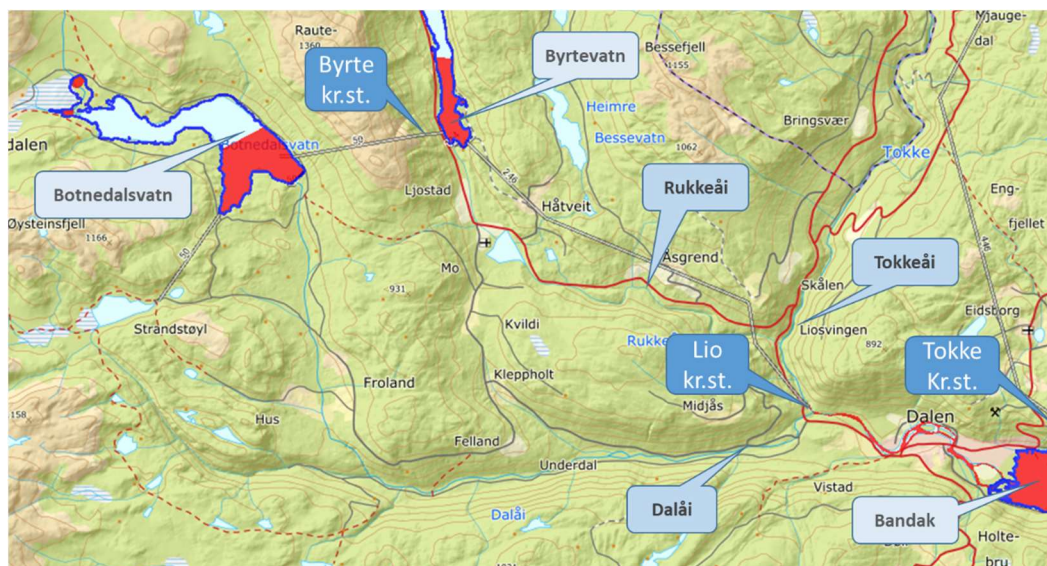 Raute-
1360
Byrte
kr.st.
Byrtevatn
Bessefjell
1155
Mjauge-
dal
Heimre
Bessevatn
Bringsvær
Tokke
dalen
Botnedalsvatn
50
1062
Botnedalsvatn
Ljostad
246
Håtveit
Rukkeåi
Eng-
fjellet
Øysteinsfjell
1166
50
Åsgrend
Tokkeåi
446
Mo
931
Skålen
Eidsborg
Strandstøyl
Kvildi
Liosvingen
892
Lio
kr.st.
Tokke
Kr.st.
Kleppholt
Froland
Midjås
Dalen
158
Hus
Felland
Underdal
Vistad
Dalåi
Dalåi
Bandak
Holte-
bru